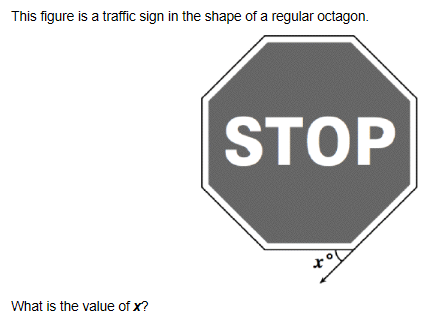 This figure is a traffic sign in the shape of a regular octagon.
STOP
x°
What is the value of x?